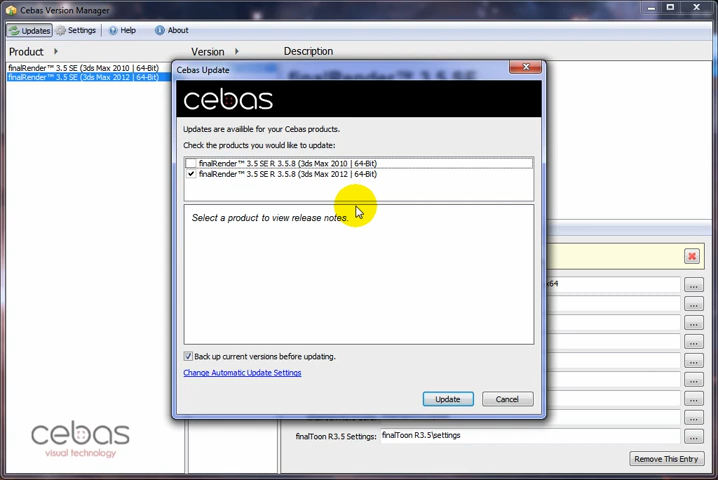 Cebas Version Manager
Updates Settings Help About
Product Version Description
finalRender™ 3.5 SE (3ds Max 2010 | 64-Bit)
finalRender™ 3.5 SE (3ds Max 2012 | 64-Bit)
Cebas Update
cebas
Updates are availible for your Cebas products.
Check the products you would like to update:
finalRender™ 3.5 SE R 3.5.8 (3ds Max 2010 | 64-Bit)
finalRender™ 3.5 SE R 3.5.8 (3ds Max 2012 | 64-Bit)
Select a product to view release notes.
x64
Back up current versions before updating.
Change Automatic Update Settings
Update Cancel
finalToon R3.5 Settings: finalToon R3.5\settings
Remove This Entry
cebas
visual technology